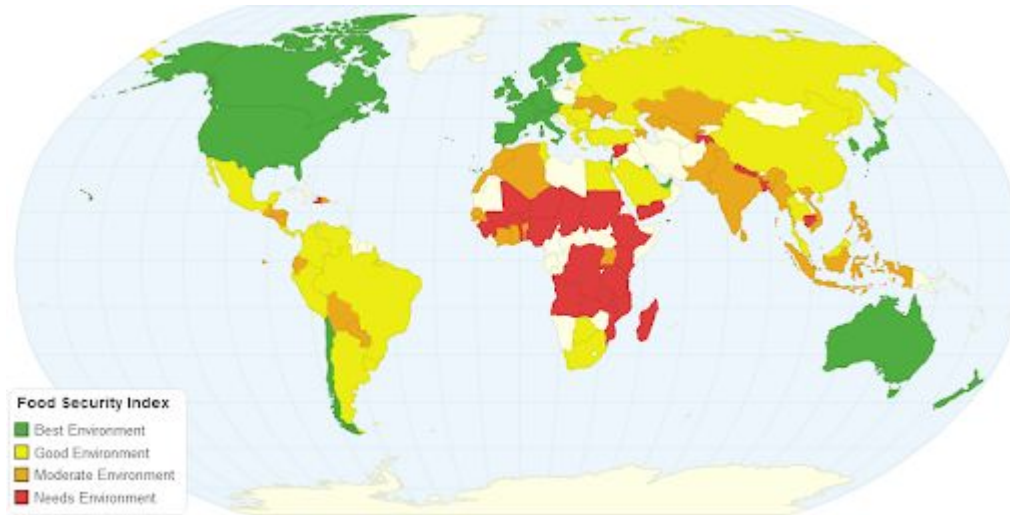 Food Security Index
Best Environment
Good Environment
Moderate Environment
Needs Environment